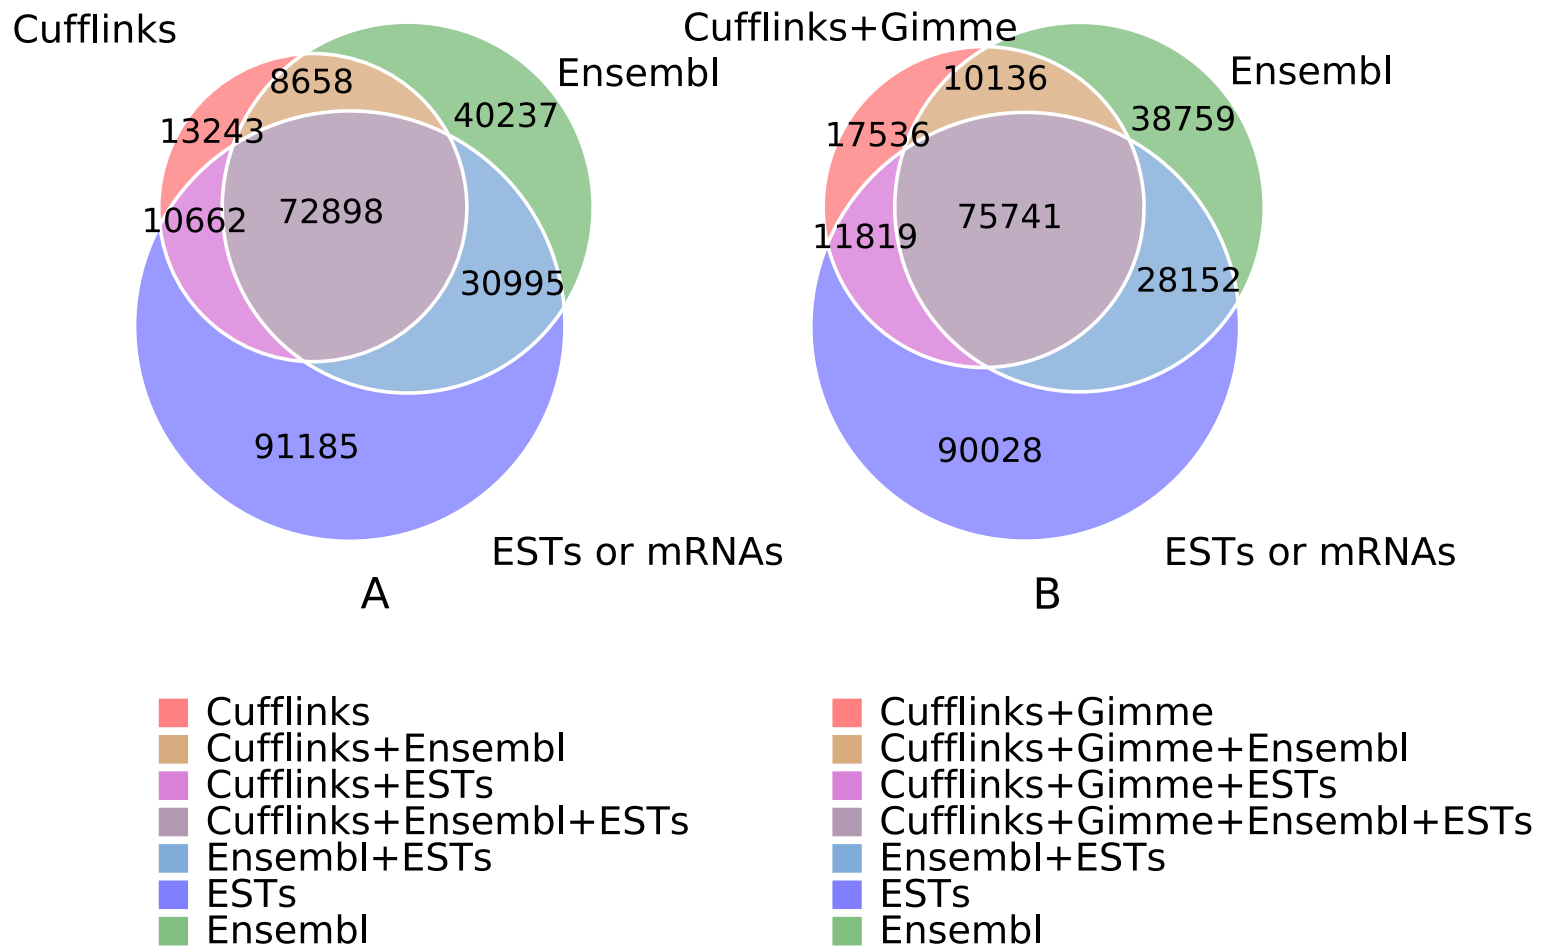 Cufflinks
8658
Ensembl
40237
13243
10662
72898
30995
91185
ESTs or mRNAs
A
Cufflinks+Gimme
10136
Ensembl
38759
17536
11819
75741
28152
90028
ESTs or mRNAs
B
Cufflinks
Cufflinks+Ensembl
Cufflinks+ESTs
Cufflinks+Ensembl+ESTs
Ensembl+ESTs
ESTs
Ensembl
Cufflinks+Gimme
Cufflinks+Gimme+Ensembl
Cufflinks+Gimme+ESTs
Cufflinks+Gimme+Ensembl+ESTs
Ensembl+ESTs
ESTs
Ensembl